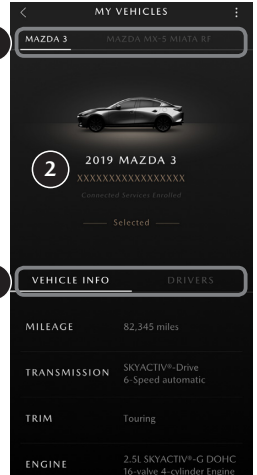 MY VEHICLES
MAZDA 3 MAZDA MX-5 MIATA RF
2
2019 MAZDA 3
XXXXXXXXXXXXXXXXX
Connected Services Enrolled
Selected
VEHICLE INFO DRIVERS
MILEAGE 82,345 miles
TRANSMISSION SKYACTIV®-Drive
6-Speed automatic
TRIM Touring
ENGINE 2.5L SKYACTIV®-G DOHC
16-valve 4-cylinder Engine